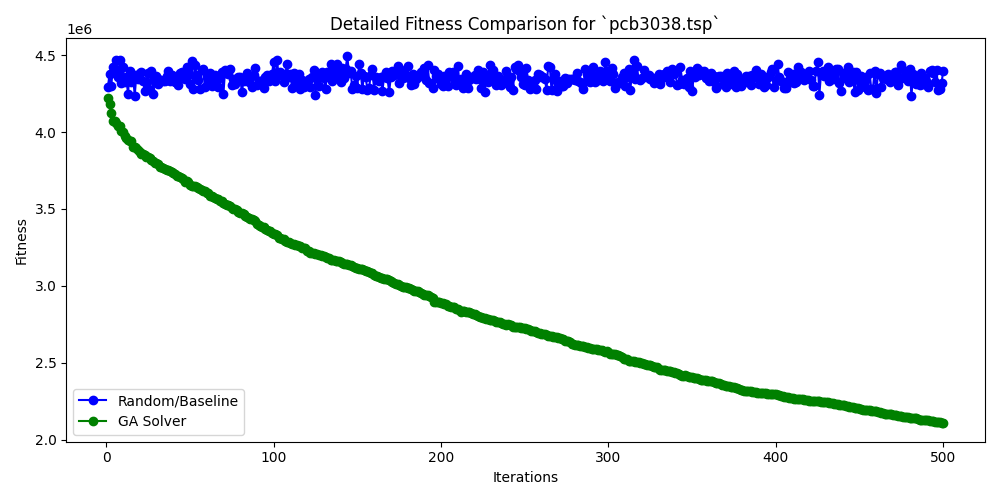 Detailed Fitness Comparison for `pcb3038.tsp`
1e6
4.5
4.0
3.5
3.0
2.5
2.0
Fitness
Random/Baseline
GA Solver
0 100 200 300 400 500
Iterations